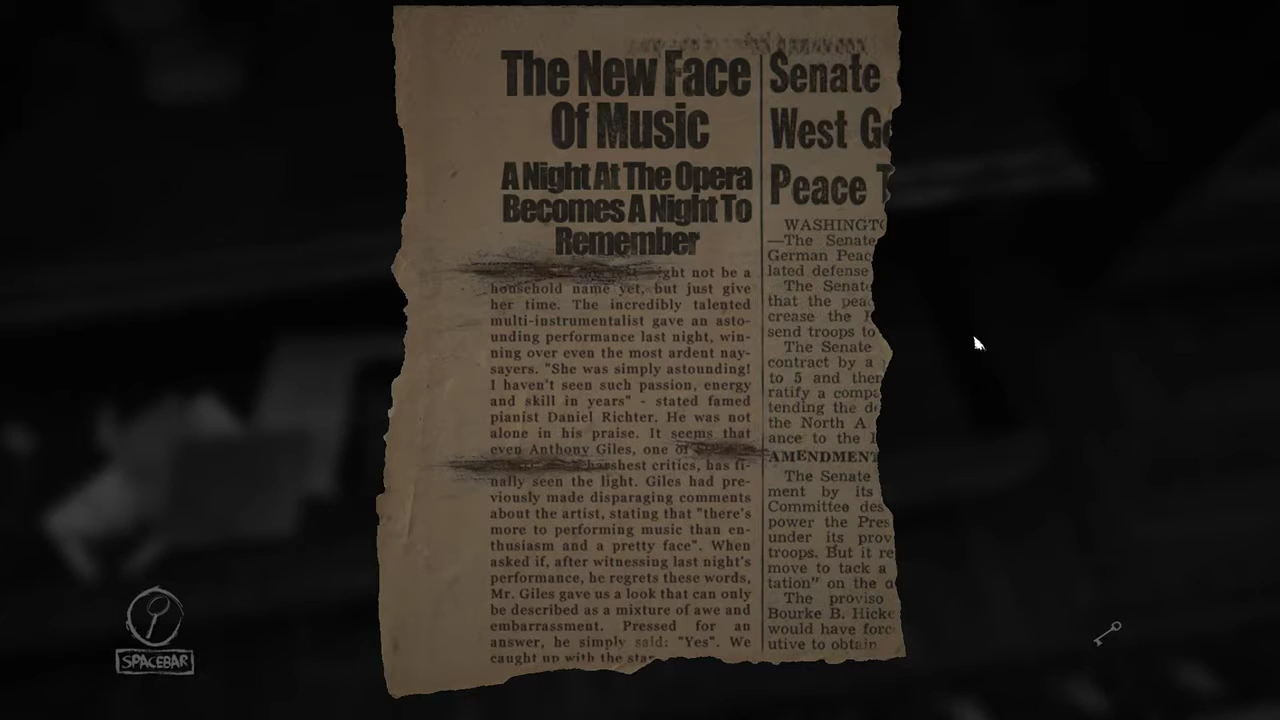 The New Face
Of Music
A Night At The Opera
Becomes A Night To
Remember
not be a
household name yet, but just give
her time. The incredibly talented
multi-instrumentalist gave an asto-
unding performance last night, win-
ning over even the most ardent nay-
sayers. "She was simply astounding!
I haven't seen such passion, energy
and skill in years" - stated famed
pianist Daniel Richter. He was not
alone in his praise. It seems that
even Anthony Giles, one of
harshest critics, has fi-
nally seen the light. Giles had pre-
viously made disparaging comments
about the artist, stating that "there's
more to performing music than en-
thusiasm and a pretty face". When
asked if, after witnessing last night's
performance, he regrets these words,
Mr. Giles gave us a look that can only
be described as a mixture of awe and
embarrassment. Pressed for an
answer, he simply said: "Yes". We
caught up with the star
Senate
West G
Peace T
WASHINGT
—The Senate
German Peac
lated defense
The Senate
that the pea
crease the
send troops to
The Senate
contract by a
to 5 and then
ratify a compa
tending the d
the North A
ance to the
AMENDMENT
The Senate
ment by its
Committee des
power the Pres
under its prov
troops. But it re
move to tack a
tation" on the a
The proviso
Bourke B. Hicke
would have forc
utive to obtain
SPACEBAR